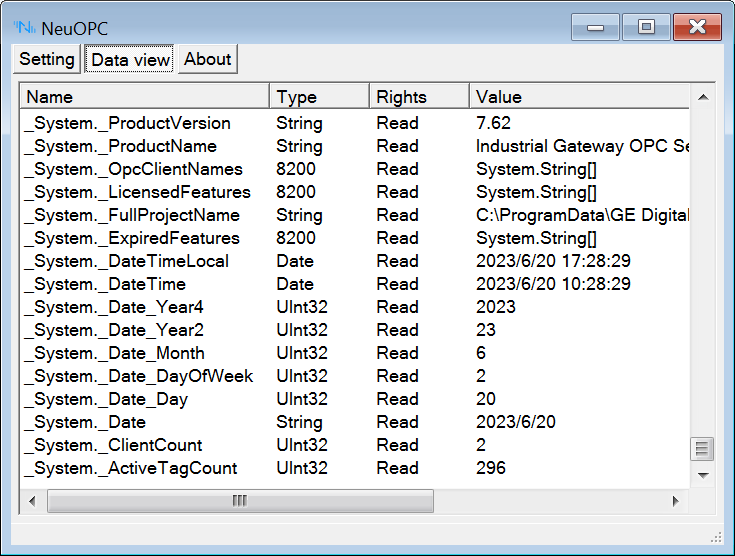 NeuOPC
Setting Data view About
Name Type Rights Value
_System._ProductVersion String Read 7.62
_System._ProductName String Read Industrial Gateway OPC Se
_System._OpcClientNames 8200 Read System.String[]
_System._LicensedFeatures 8200 Read System.String[]
_System._FullProjectName String Read C:\ProgramData\GE Digital
_System._ExpiredFeatures 8200 Read System.String[]
_System._DateTimeLocal Date Read 2023/6/20 17:28:29
_System._DateTime Date Read 2023/6/20 10:28:29
_System._Date_Year4 UInt32 Read 2023
_System._Date_Year2 UInt32 Read 23
_System._Date_Month UInt32 Read 6
_System._Date_DayOfWeek UInt32 Read 2
_System._Date_Day UInt32 Read 20
_System._Date String Read 2023/6/20
_System._ClientCount UInt32 Read 2
_System._ActiveTagCount UInt32 Read 296